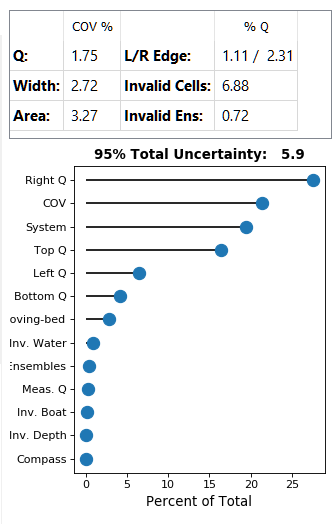 COV % % Q
Q: 1.75 L/R Edge: 1.11 / 2.31
Width: 2.72 Invalid Cells: 6.88
Area: 3.27 Invalid Ens: 0.72
95% Total Uncertainty: 5.9
Right Q
COV
System
Top Q
Left Q
Bottom Q
oving-bed
Inv. Water
Ensembles
Meas. Q
Inv. Boat
Inv. Depth
Compass
0 5 10 15 20 25
Percent of Total